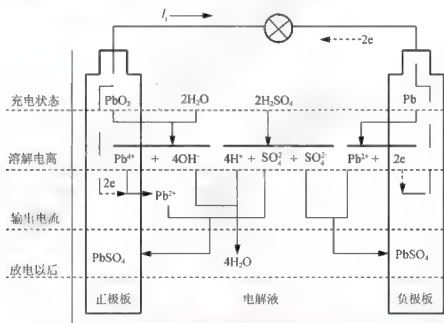 I₁
2e
充电状态
PbO₂
2H₂O
2H₂SO₄
Pb
溶解电离
Pb⁴⁺ + 4OH⁻ 4H⁺ + SO₄²⁻ + SO₄²⁻ Pb²⁺ + 2e
2e
Pb²⁺
输出电流
PbSO₄
4H₂O
PbSO₄
放电以后
正极板
电解液
负极板